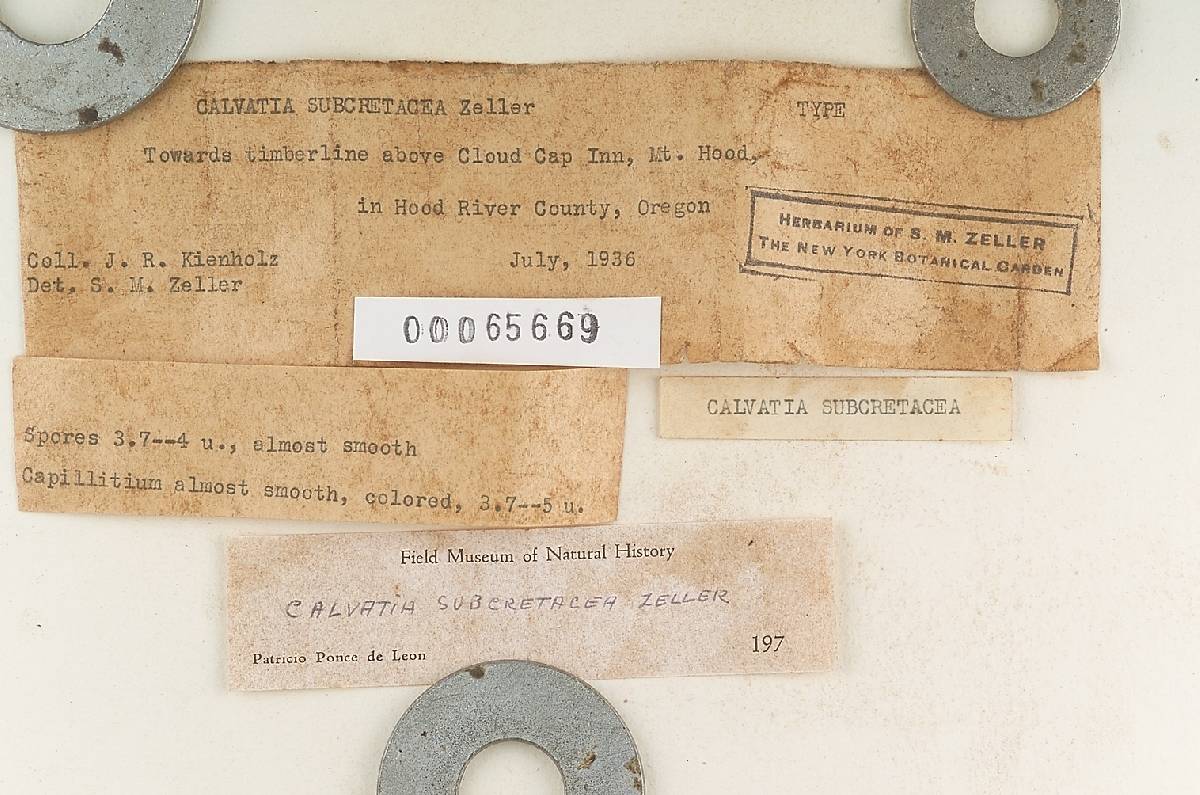 CALVATIA SUBCRETACEA Zeller TYPE
Towards timberline above Cloud Cap Inn, Mt. Hood,
in Hood River County, Oregon
HERBARIUM OF S. M. ZELLER
THE NEW YORK BOTANICAL GARDEN
Coll. J. R. Kienholz July, 1936
Det. S. M. Zeller
00065669
CALVATIA SUBCRETACEA
Spores 3.7--4 u., almost smooth
Capillitium almost smooth, colored, 3.7--5 u.
Field Museum of Natural History
CALVATIA SUBCRETACEA ZELLER
Patricio Ponce de Leon 197